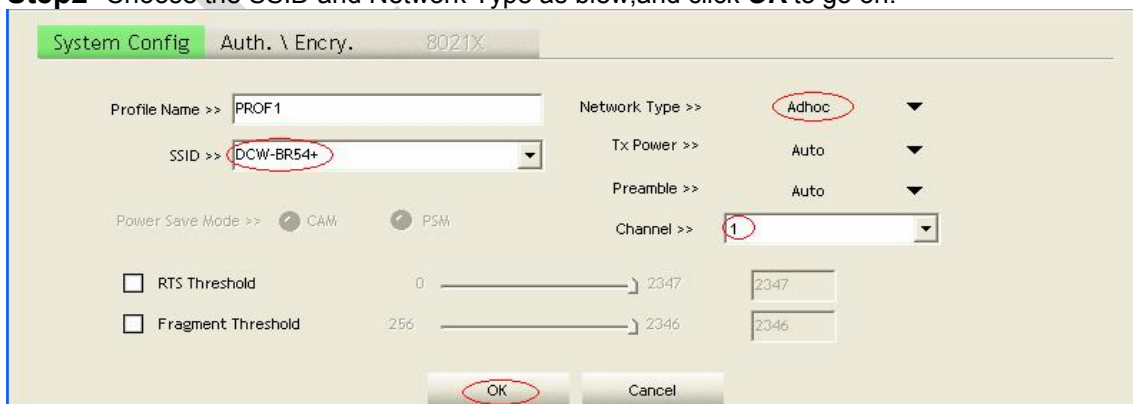 Step2 Choose the SSID and Network Type as blow,and click OK to go on.
System Config Auth. \ Encry. 8021X
Profile Name >> PROF1 Network Type >> Adhoc
SSID >> DCW-BR54+ Tx Power >> Auto
Preamble >> Auto
Power Save Mode >> CAM PSM Channel >> 1
RTS Threshold 0 2347 2347
Fragment Threshold 256 2346 2346
OK Cancel